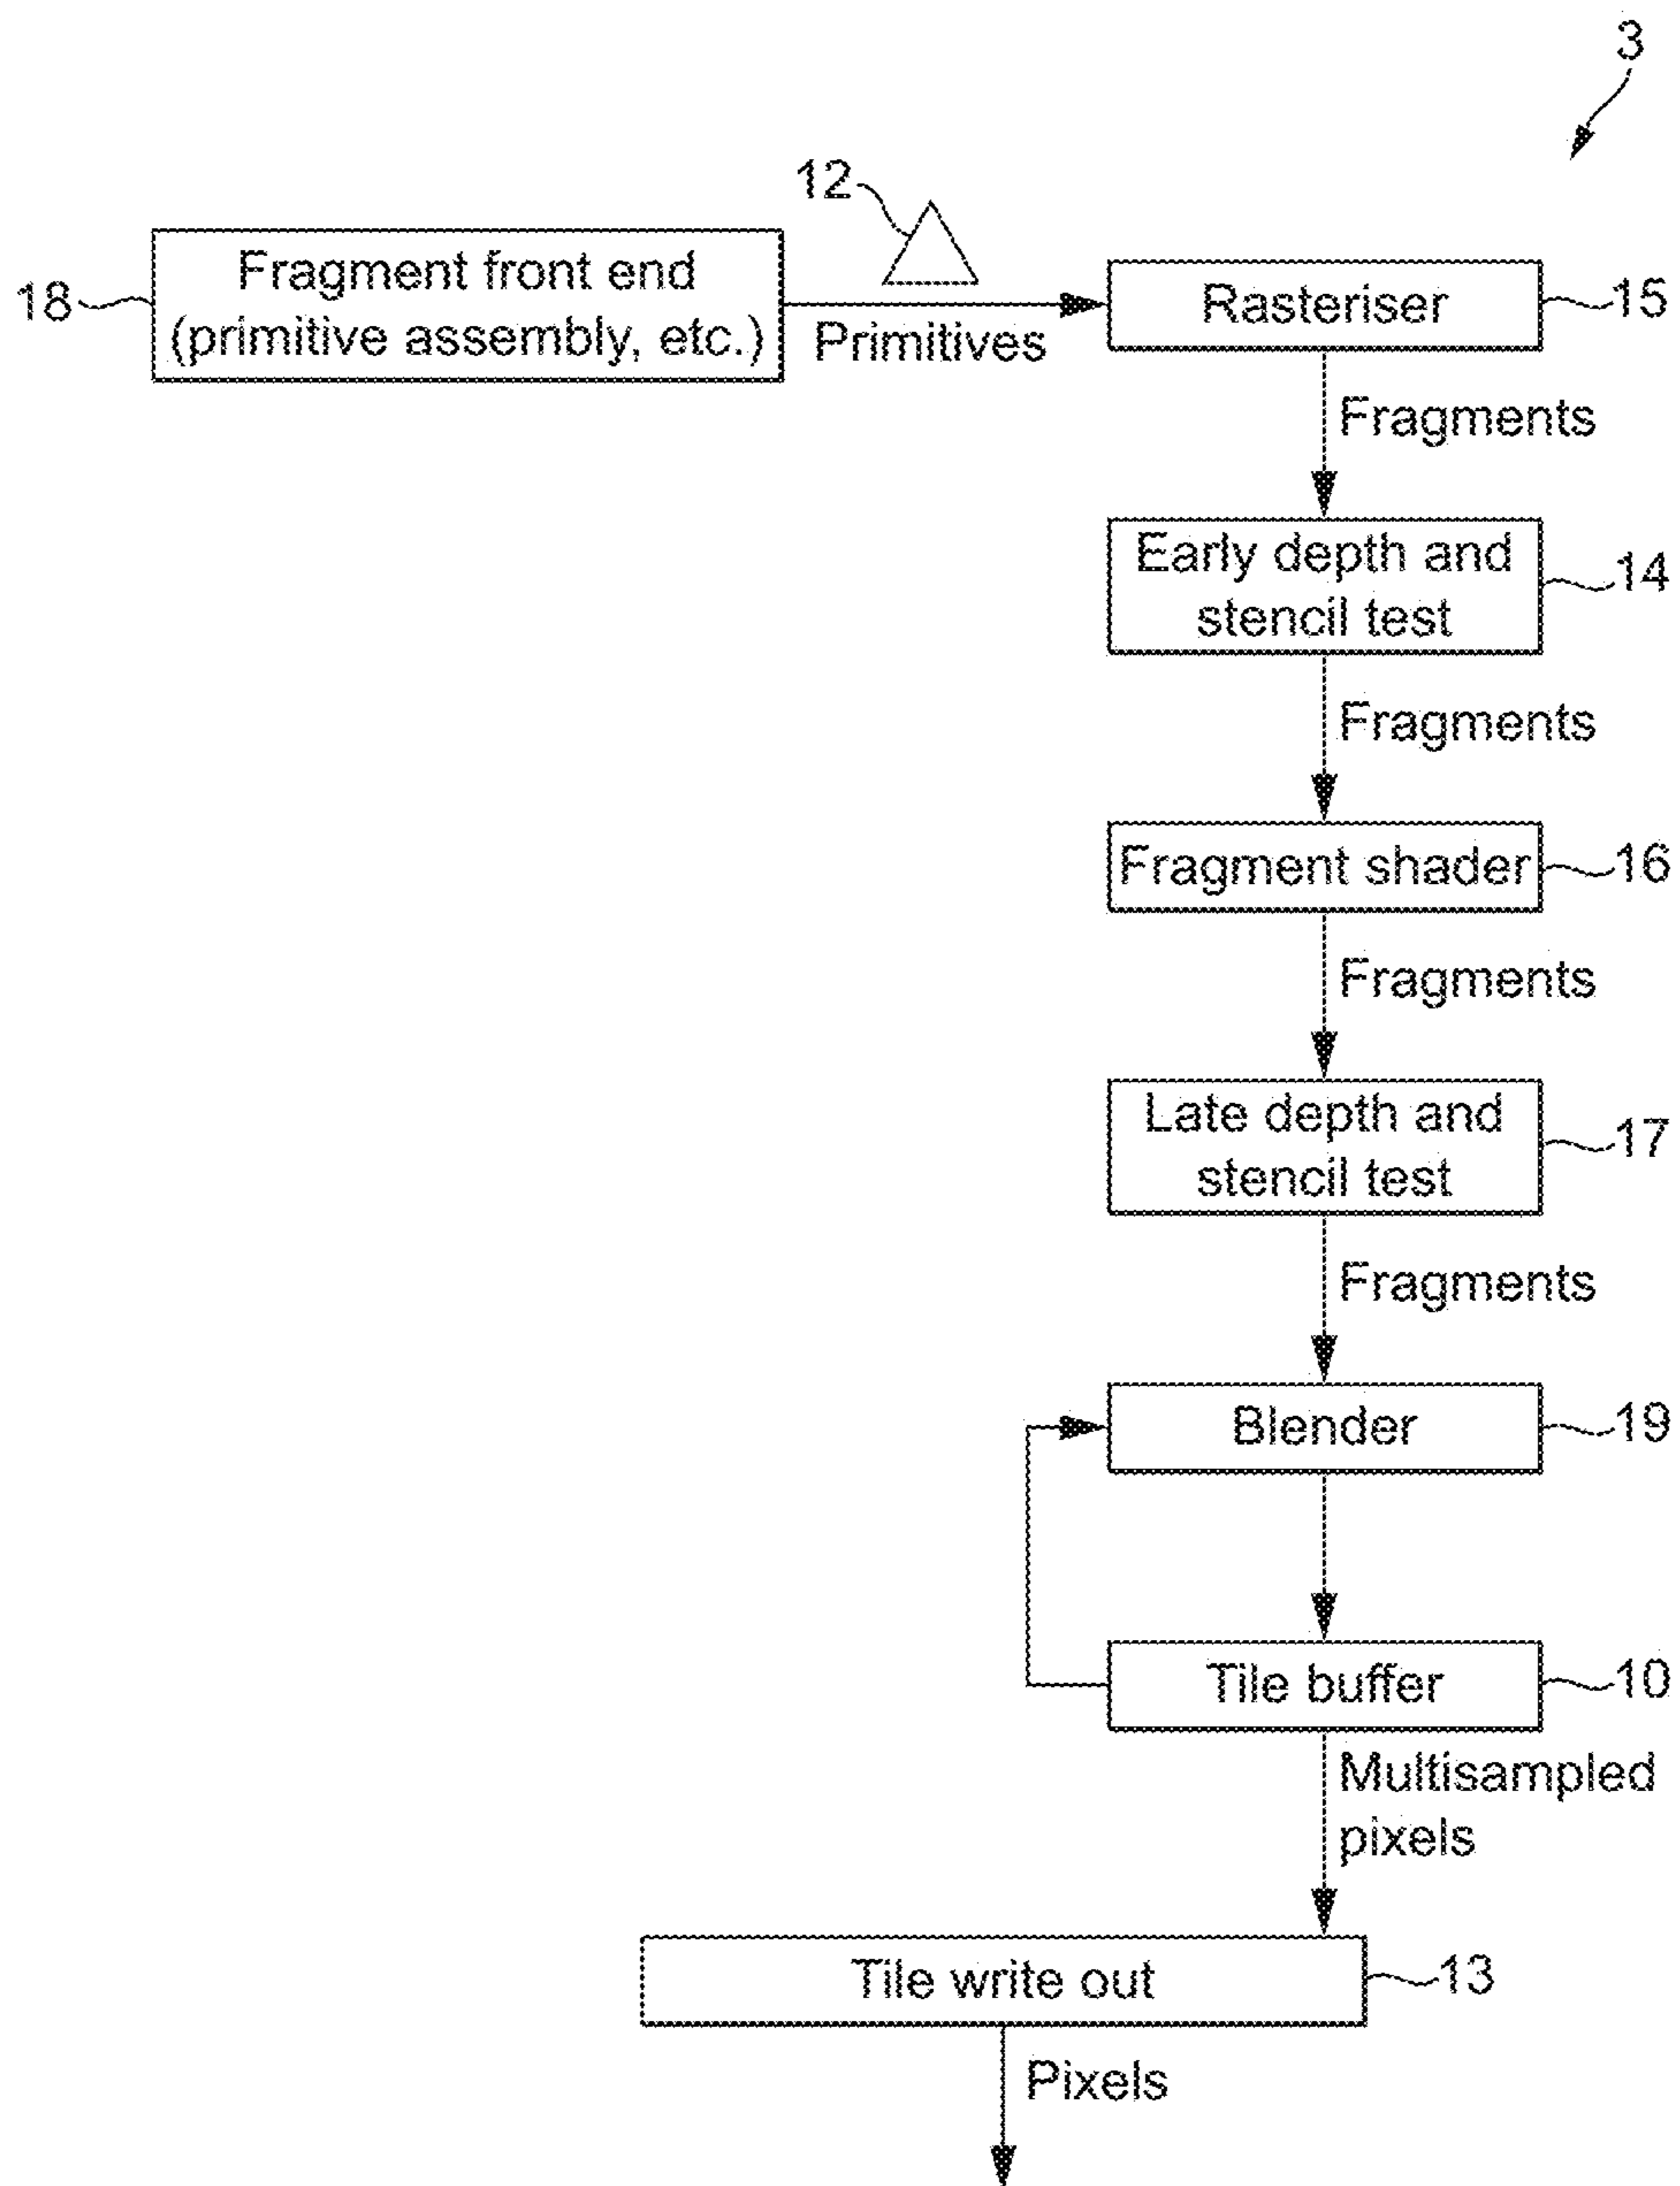 3
12
18
Fragment front end
(primitive assembly, etc.)
Primitives
Rasteriser
15
Fragments
Early depth and
stencil test
14
Fragments
Fragment shader
16
Fragments
Late depth and
stencil test
17
Fragments
Blender
19
Tile buffer
10
Multisampled
pixels
Tile write out
13
Pixels